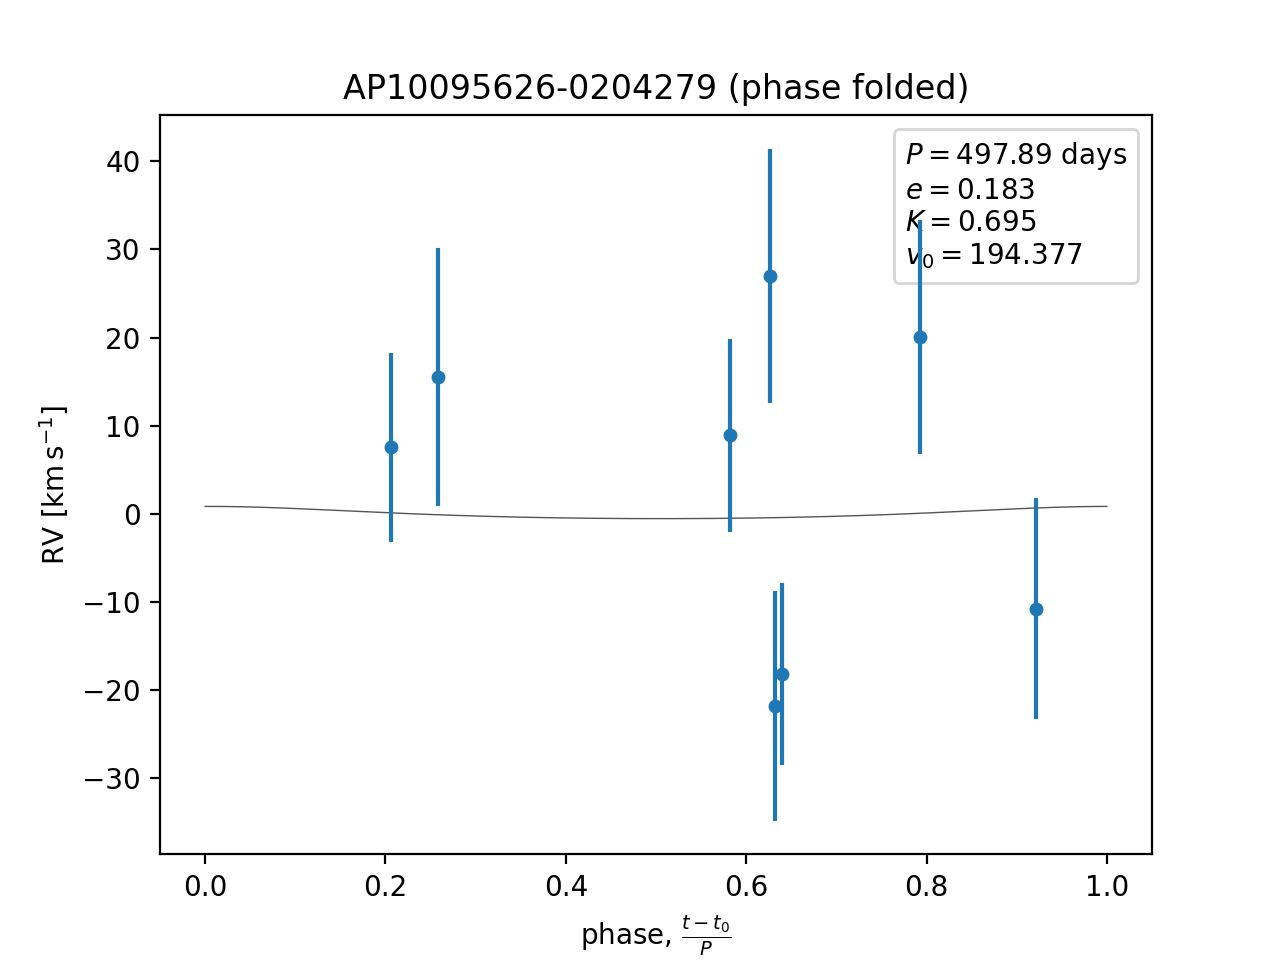 AP10095626-0204279 (phase folded)
P = 497.89 days
e = 0.183
K = 0.695
v₀ = 194.377
40
30
20
10
0
−10
−20
−30
RV [km s⁻¹]
0.0 0.2 0.4 0.6 0.8 1.0
phase, (t − t₀)/P